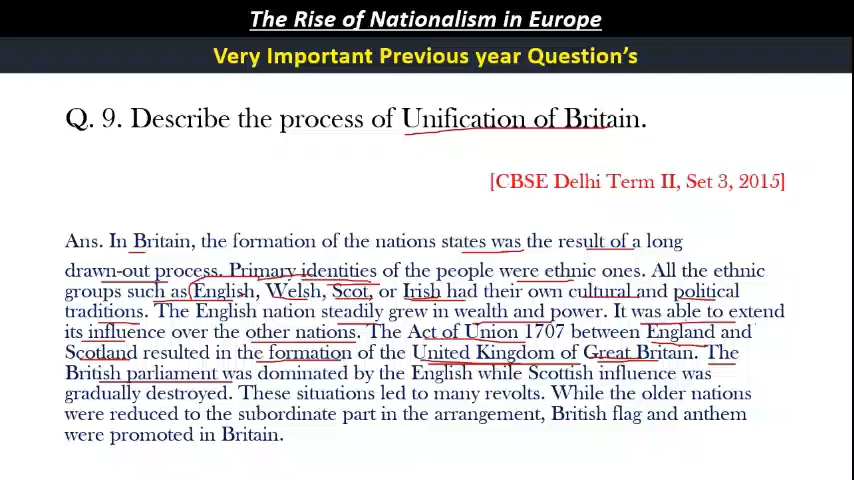 The Rise of Nationalism in Europe
Very Important Previous year Question's
Q. 9. Describe the process of Unification of Britain.
[CBSE Delhi Term II, Set 3, 2015]
Ans. In Britain, the formation of the nations states was the result of a long
drawn-out process. Primary identities of the people were ethnic ones. All the ethnic
groups such as English, Welsh, Scot, or Irish had their own cultural and political
traditions. The English nation steadily grew in wealth and power. It was able to extend
its influence over the other nations. The Act of Union 1707 between England and
Scotland resulted in the formation of the United Kingdom of Great Britain. The
British parliament was dominated by the English while Scottish influence was
gradually destroyed. These situations led to many revolts. While the older nations
were reduced to the subordinate part in the arrangement, British flag and anthem
were promoted in Britain.